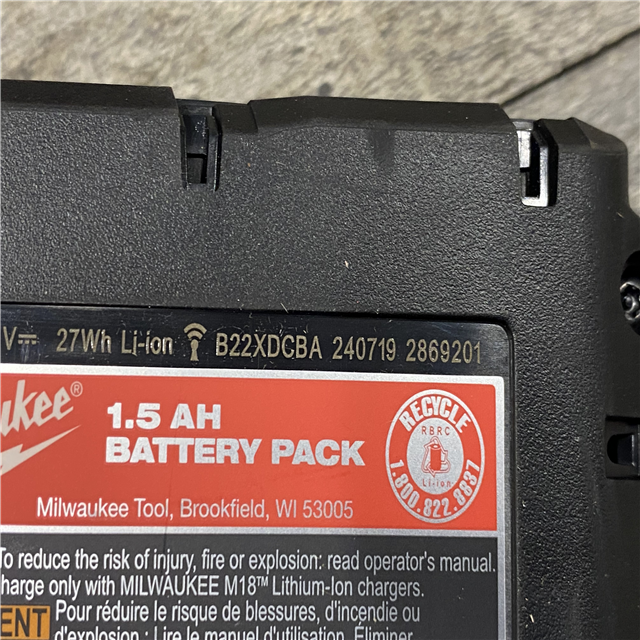 V⎓ 27Wh Li-ion B22XDCBA 240719 2869201
ukee®
1.5 AH
BATTERY PACK
RECYCLE
RBRC
Li-ion
1.800.822.8837
Milwaukee Tool, Brookfield, WI 53005
To reduce the risk of injury, fire or explosion: read operator's manual.
harge only with MILWAUKEE M18™ Lithium-Ion chargers.
ENT Pour réduire le risque de blessures, d'incendie ou
d'explosion : Lire le manuel d'utilisation. Éliminer